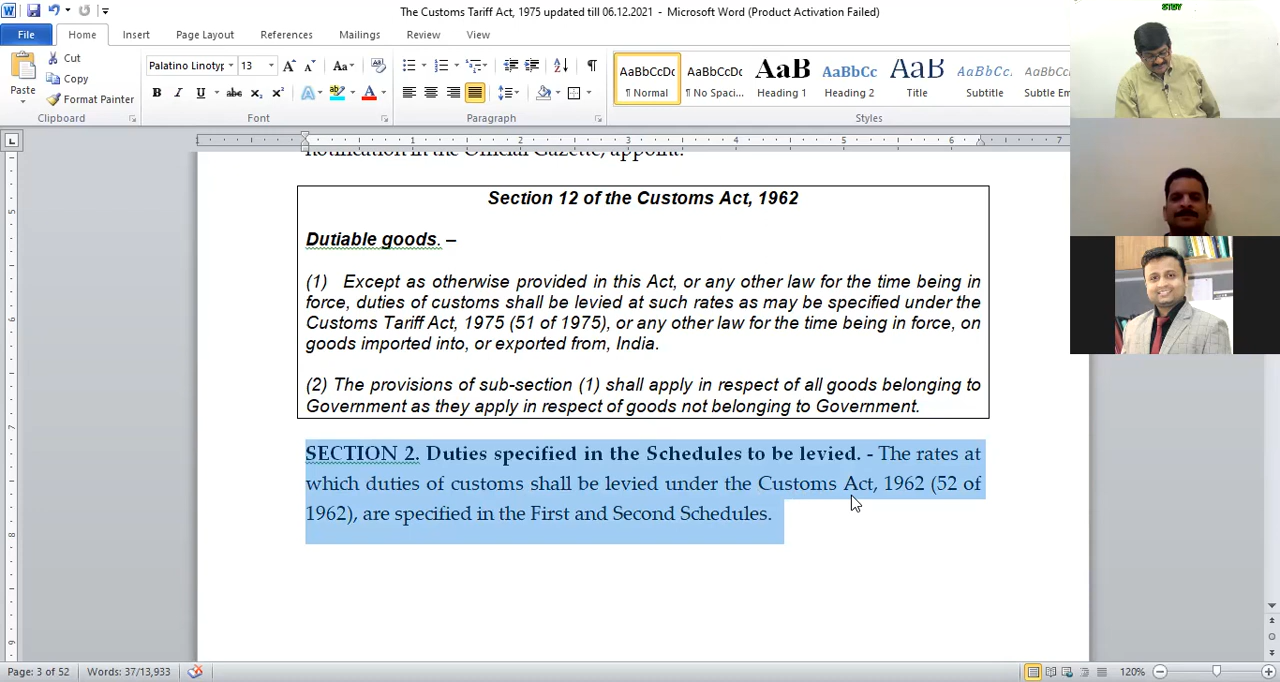 The Customs Tariff Act, 1975 updated till 06.12.2021 - Microsoft Word (Product Activation Failed)
File Home Insert Page Layout References Mailings Review View
Cut
Copy
Format Painter
Paste
Clipboard
Palatino Linotyp 13
Font
Paragraph
AaBbCcDc AaBbCcDc AaB AaBbCc AaB AaBbCc. AaBbCc
¶ Normal ¶ No Spaci... Heading 1 Heading 2 Title Subtitle Subtle Em
Styles
STUDY
notification in the Official Gazette, appoint.
Section 12 of the Customs Act, 1962
Dutiable goods. –
(1) Except as otherwise provided in this Act, or any other law for the time being in
force, duties of customs shall be levied at such rates as may be specified under the
Customs Tariff Act, 1975 (51 of 1975), or any other law for the time being in force, on
goods imported into, or exported from, India.
(2) The provisions of sub-section (1) shall apply in respect of all goods belonging to
Government as they apply in respect of goods not belonging to Government.
SECTION 2. Duties specified in the Schedules to be levied. - The rates at
which duties of customs shall be levied under the Customs Act, 1962 (52 of
1962), are specified in the First and Second Schedules.
Page: 3 of 52 Words: 37/13,933 120%